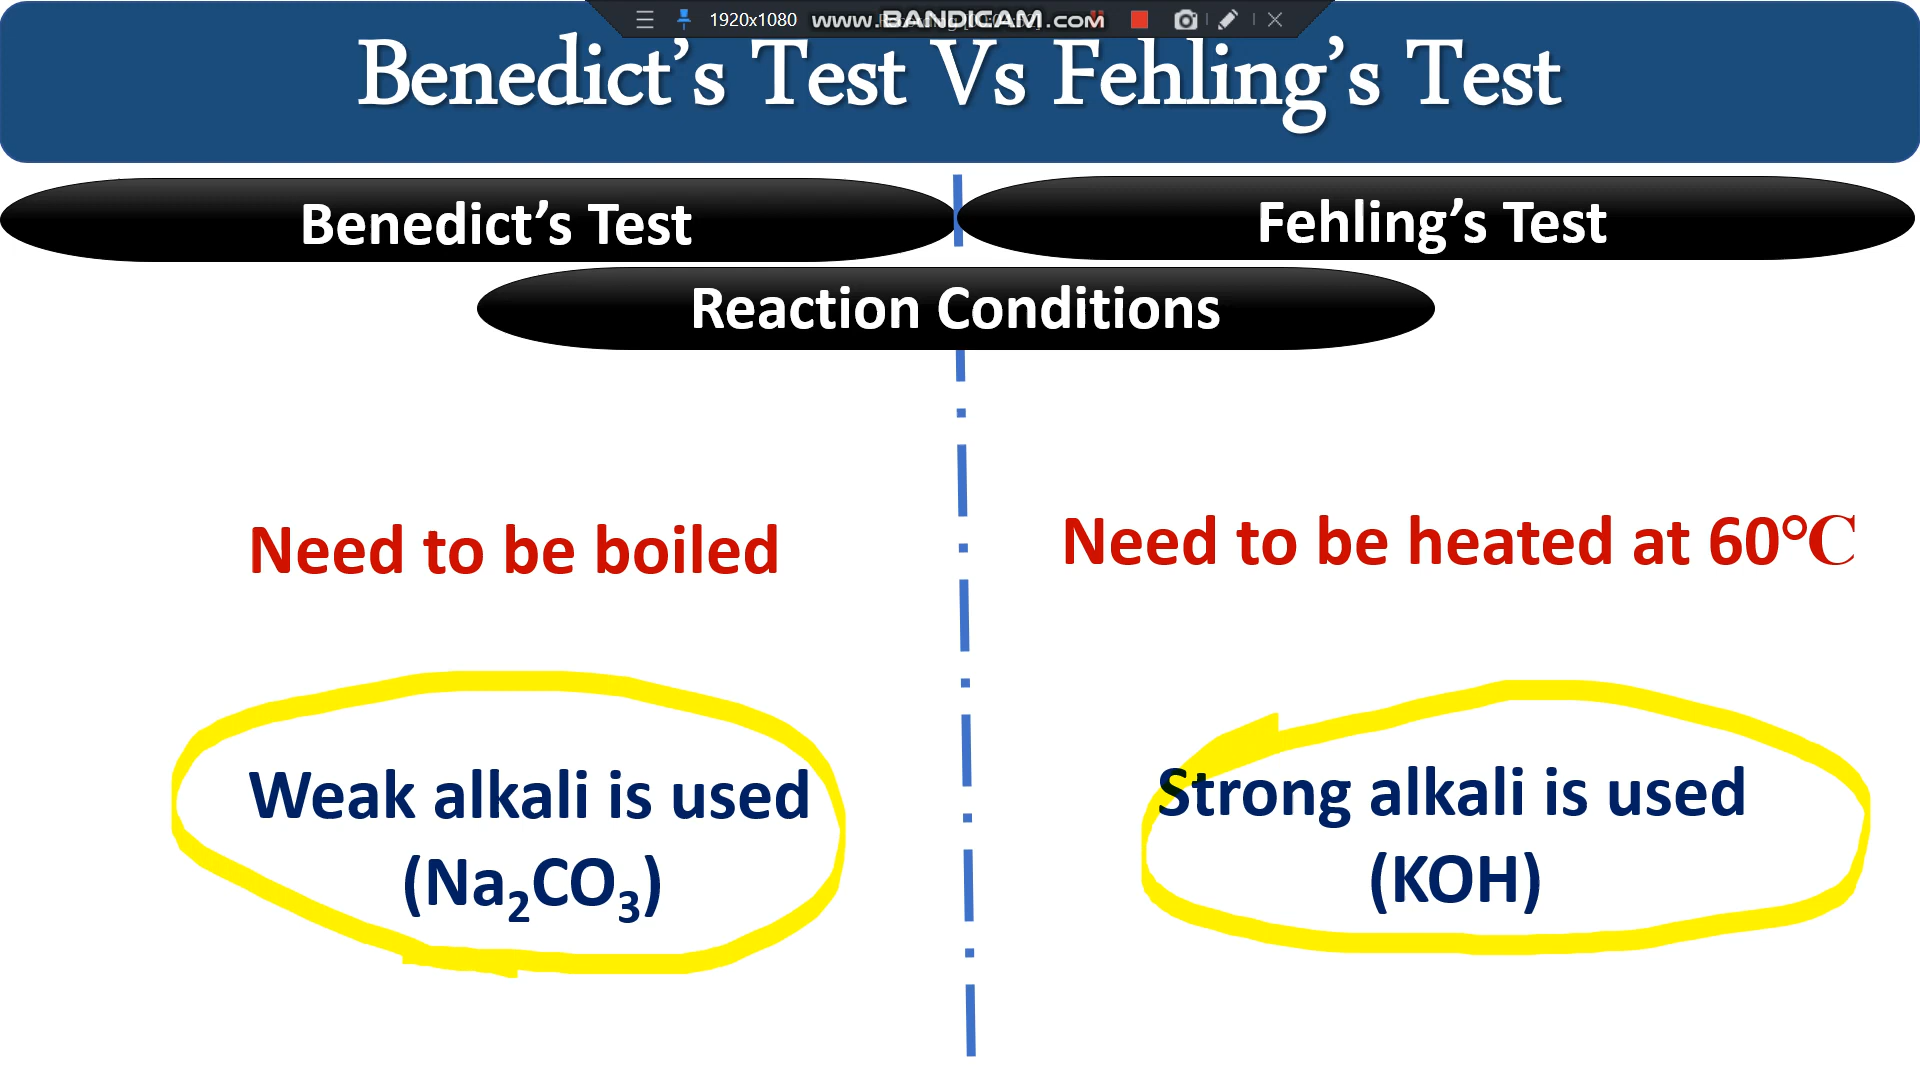 1920x1080 www.BANDICAM.com
Benedict’s Test Vs Fehling’s Test
Benedict’s Test
Fehling’s Test
Reaction Conditions
Need to be boiled
Need to be heated at 60°C
Weak alkali is used
(Na₂CO₃)
Strong alkali is used
(KOH)